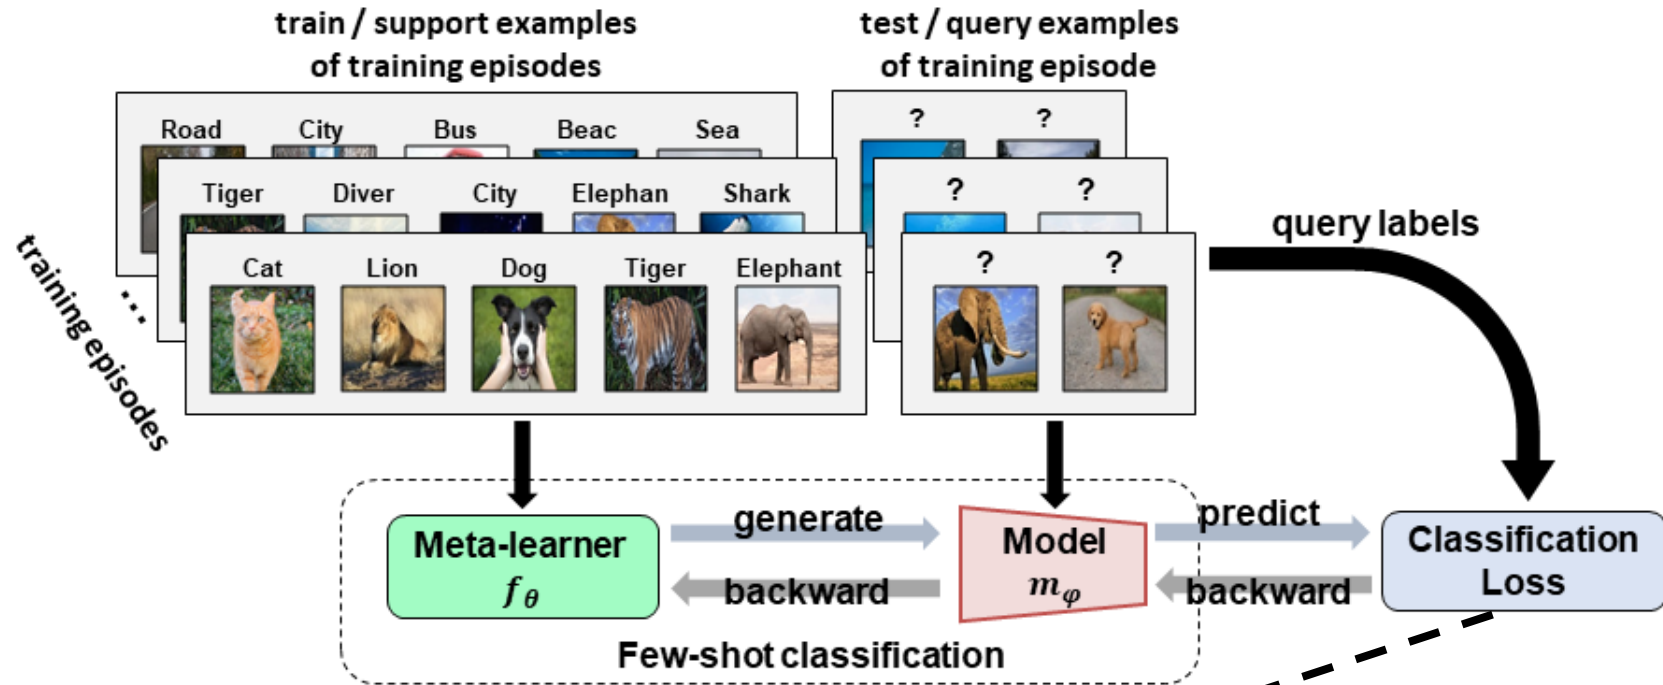 train / support examples
of training episodes
test / query examples
of training episode
Road City Bus Beac Sea
? ?
Tiger Diver City Elephan Shark
? ?
Cat Lion Dog Tiger Elephant
? ?
...
training episodes
query labels
Meta-learner
f_θ
generate
backward
Model
m_φ
predict
backward
Classification
Loss
Few-shot classification